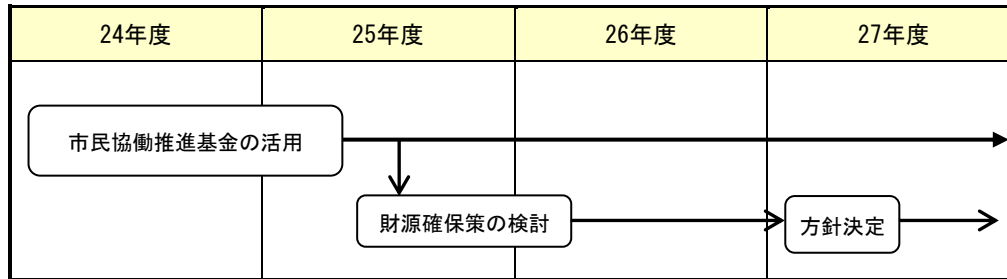 24年度
25年度
26年度
27年度
市民協働推進基金の活用
財源確保策の検討
方針決定